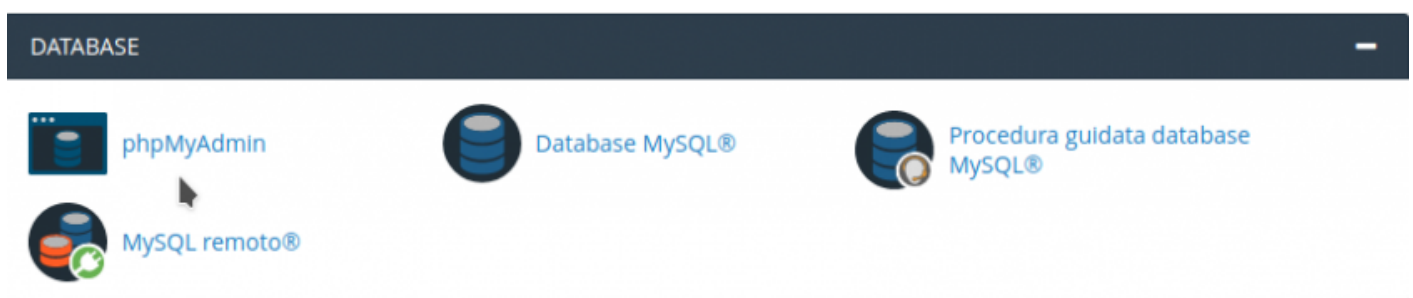 DATABASE
phpMyAdmin
Database MySQL®
Procedura guidata database
MySQL®
MySQL remoto®